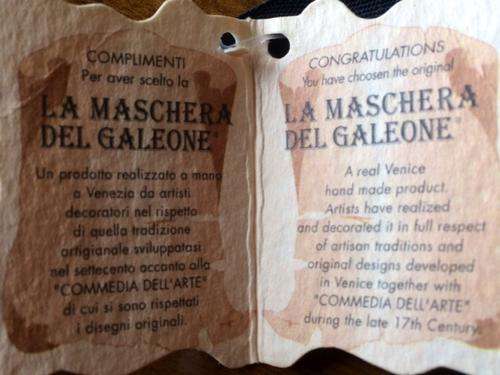 COMPLIMENTI
Per aver scelto la
LA MASCHERA
DEL GALEONE®
Un prodotto realizzato a mano
a Venezia da artisti
decoratori nel rispetto
di quella tradizione
artigianale sviluppatasi
nel settecento accanto alla
"COMMEDIA DELL'ARTE"
di cui si sono rispettati
i disegni originali.
CONGRATULATIONS
You have choosen the original
LA MASCHERA
DEL GALEONE®
A real Venice
hand made product.
Artists have realized
and decorated it in full respect
of artisan traditions and
original designs developed
in Venice together with
"COMMEDIA DELL'ARTE"
during the late 17th Century.